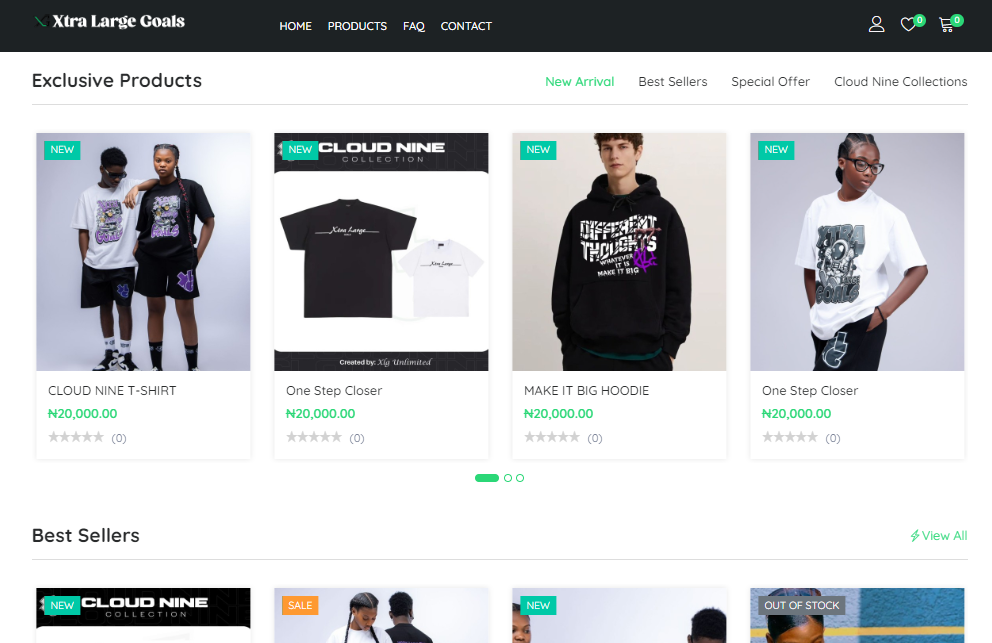 Xtra Large Goals
HOME PRODUCTS FAQ CONTACT
0 0
Exclusive Products
New Arrival Best Sellers Special Offer Cloud Nine Collections
NEW
NEW
CLOUD NINE
COLLECTION
Xtra Large
Xtra Large
Created by: Xlg Unlimited
NEW
DIFFERENT
THOUGHTS
WHATEVER
IT IS
MAKE IT BIG
NEW
XTRA
GOALS
CLOUD NINE T-SHIRT
₦20,000.00
(0)
One Step Closer
₦20,000.00
(0)
MAKE IT BIG HOODIE
₦20,000.00
(0)
One Step Closer
₦20,000.00
(0)
Best Sellers
View All
NEW
CLOUD NINE
COLLECTION
SALE
NEW
OUT OF STOCK